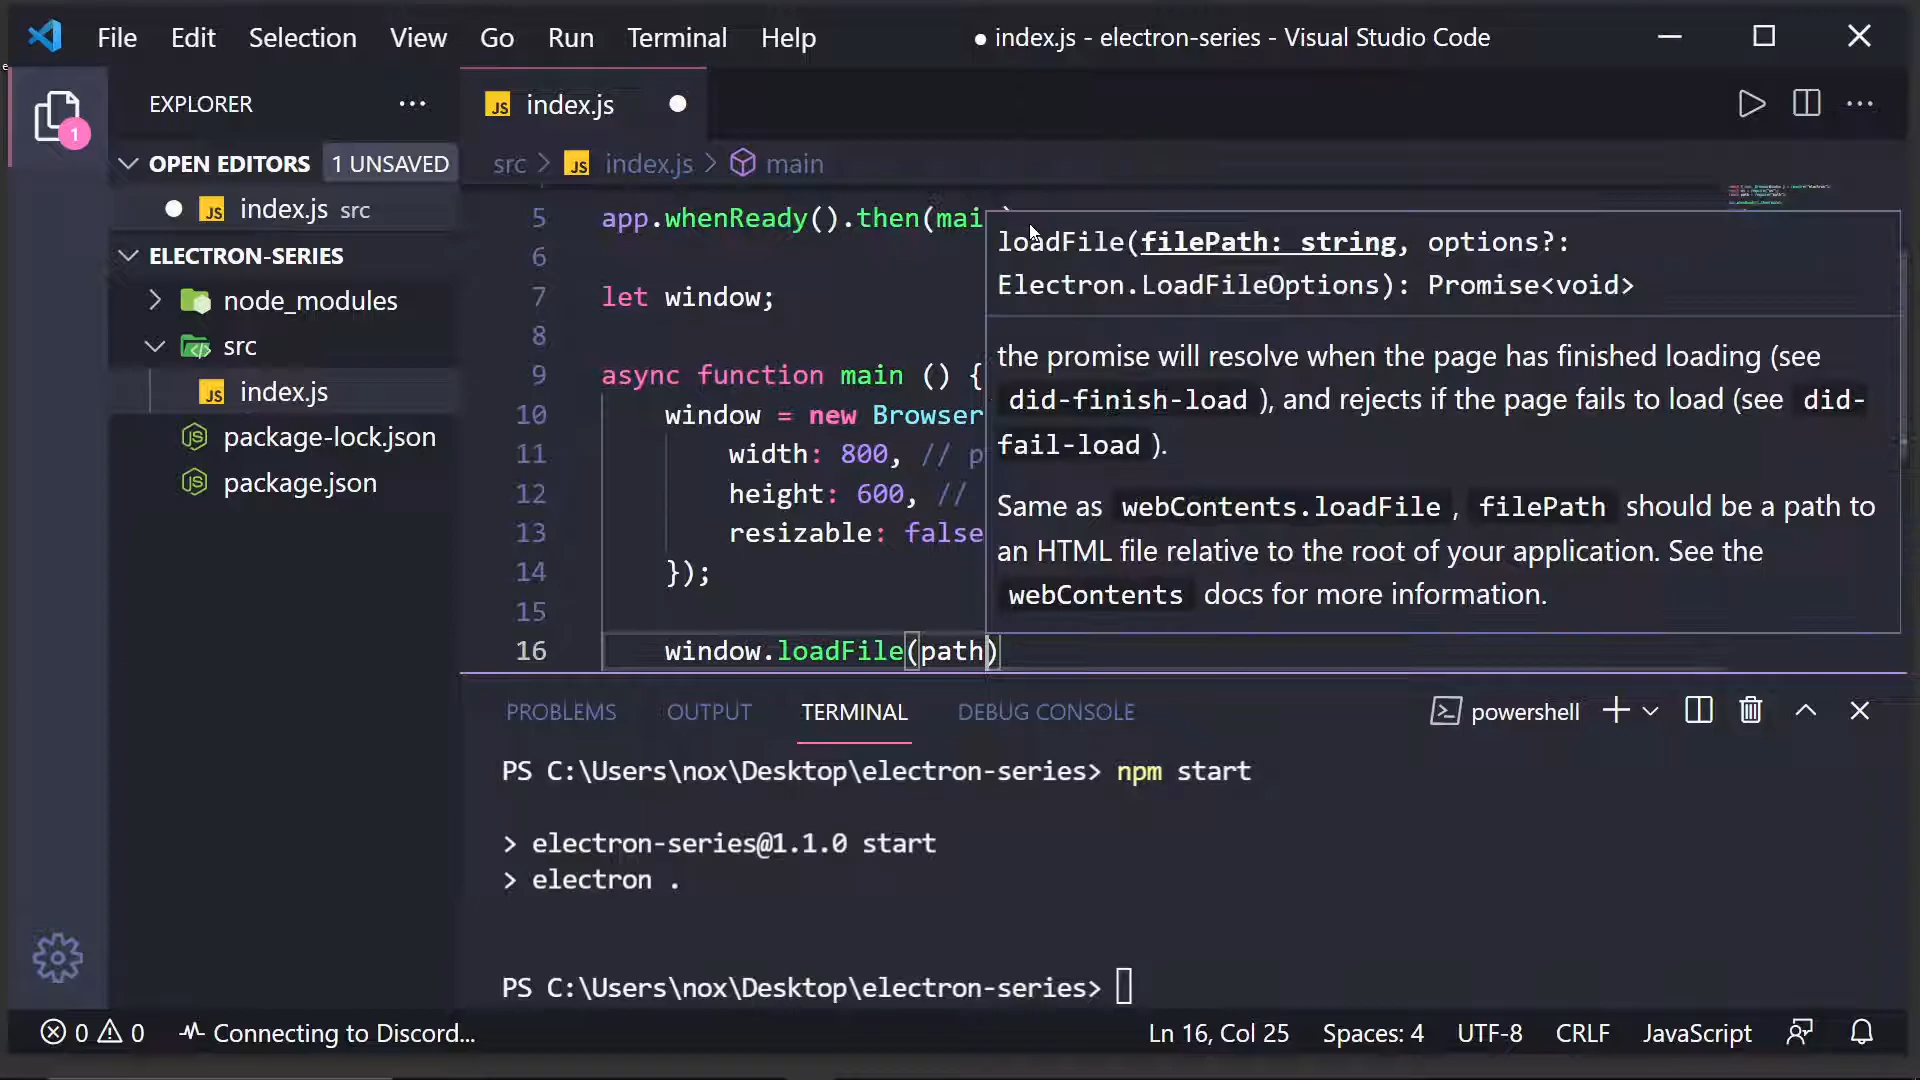 File Edit Selection View Go Run Terminal Help ● index.js - electron-series - Visual Studio Code
EXPLORER ···
1
OPEN EDITORS 1 UNSAVED
JS index.js src
ELECTRON-SERIES
node_modules
src
JS index.js
package-lock.json
package.json
JS index.js ● ···
src > JS index.js > main
5 app.whenReady().then(mai
6
7 let window;
8
9 async function main () {
10 window = new Browser
11 width: 800, // p
12 height: 600, //
13 resizable: false
14 });
15
16 window.loadFile(path)
loadFile(filePath: string, options?:
Electron.LoadFileOptions): Promise<void>
the promise will resolve when the page has finished loading (see
did-finish-load ), and rejects if the page fails to load (see did-
fail-load ).
Same as webContents.loadFile , filePath should be a path to
an HTML file relative to the root of your application. See the
webContents docs for more information.
PROBLEMS OUTPUT TERMINAL DEBUG CONSOLE powershell
PS C:\Users\nox\Desktop\electron-series> npm start
> electron-series@1.1.0 start
> electron .
PS C:\Users\nox\Desktop\electron-series>
0 0 Connecting to Discord... Ln 16, Col 25 Spaces: 4 UTF-8 CRLF JavaScript